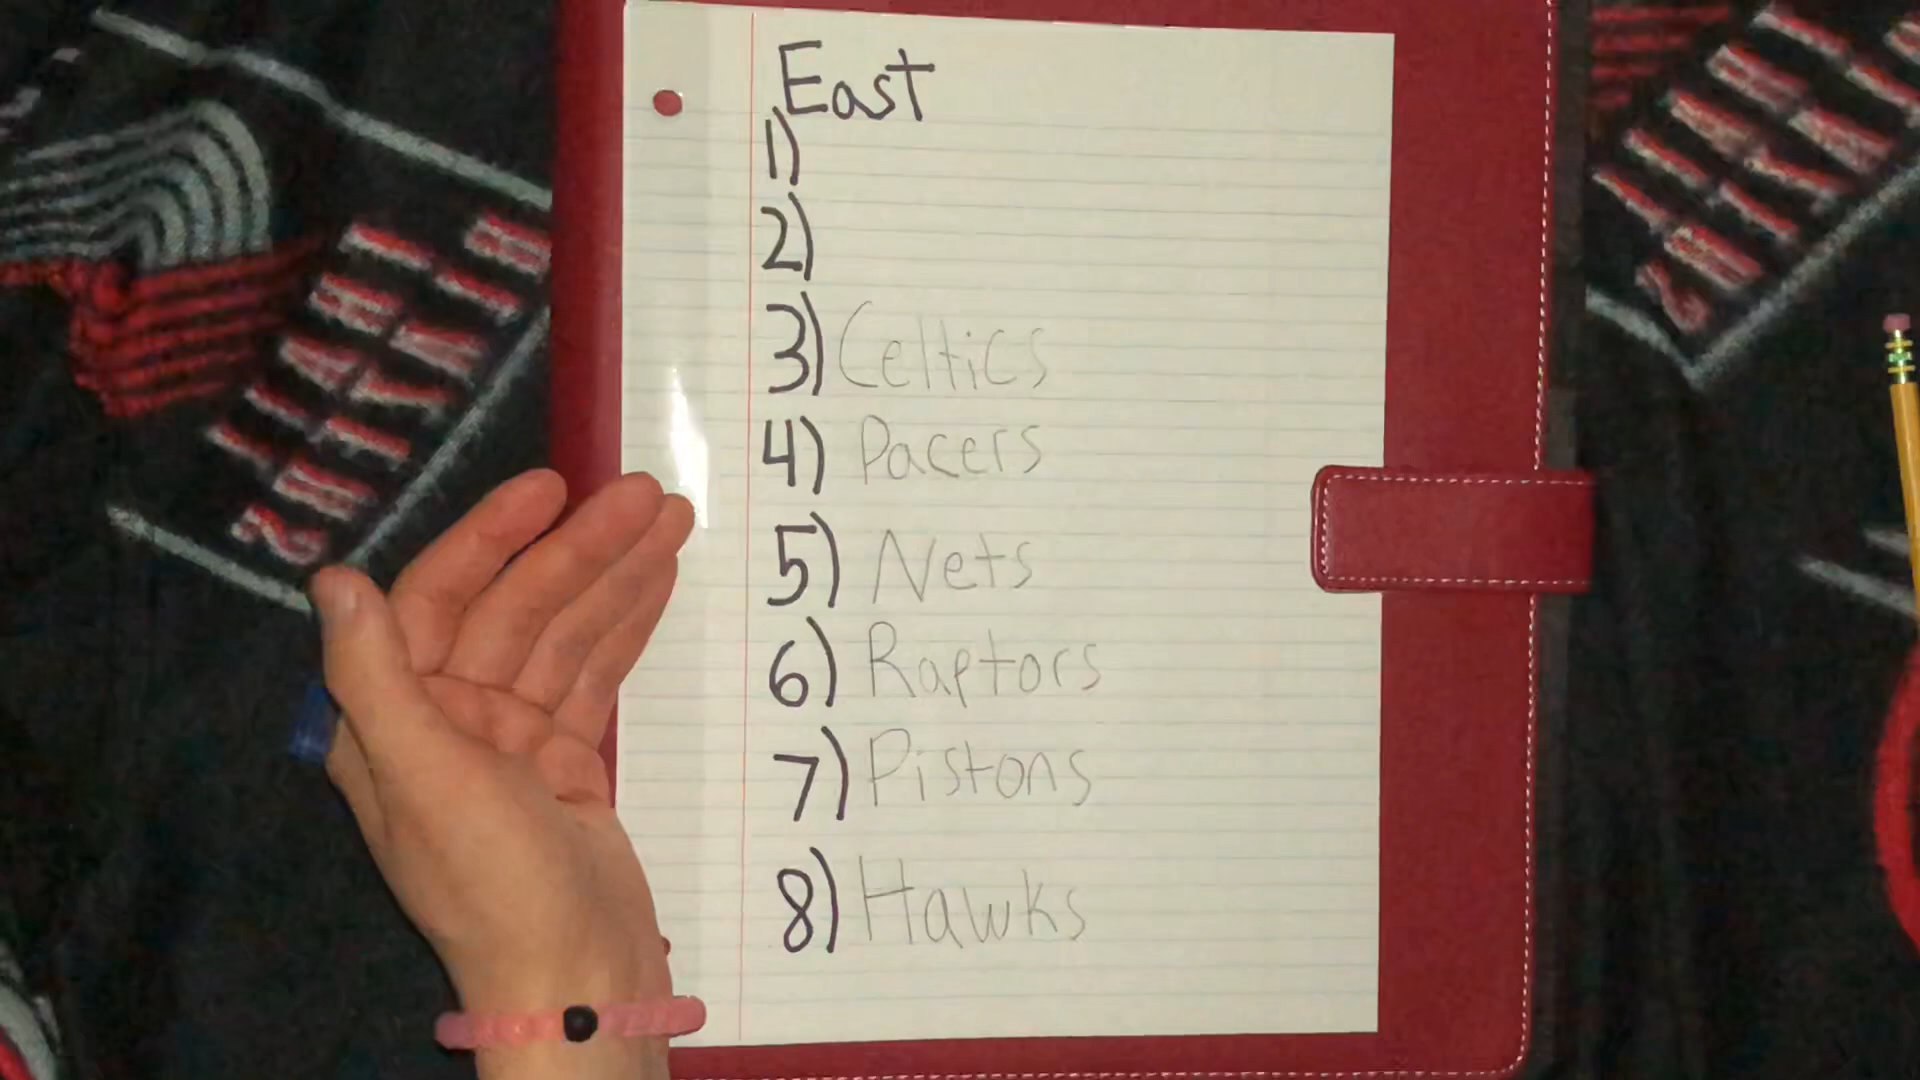 East
1)
2)
3) Celtics
4) Pacers
5) Nets
6) Raptors
7) Pistons
8) Hawks